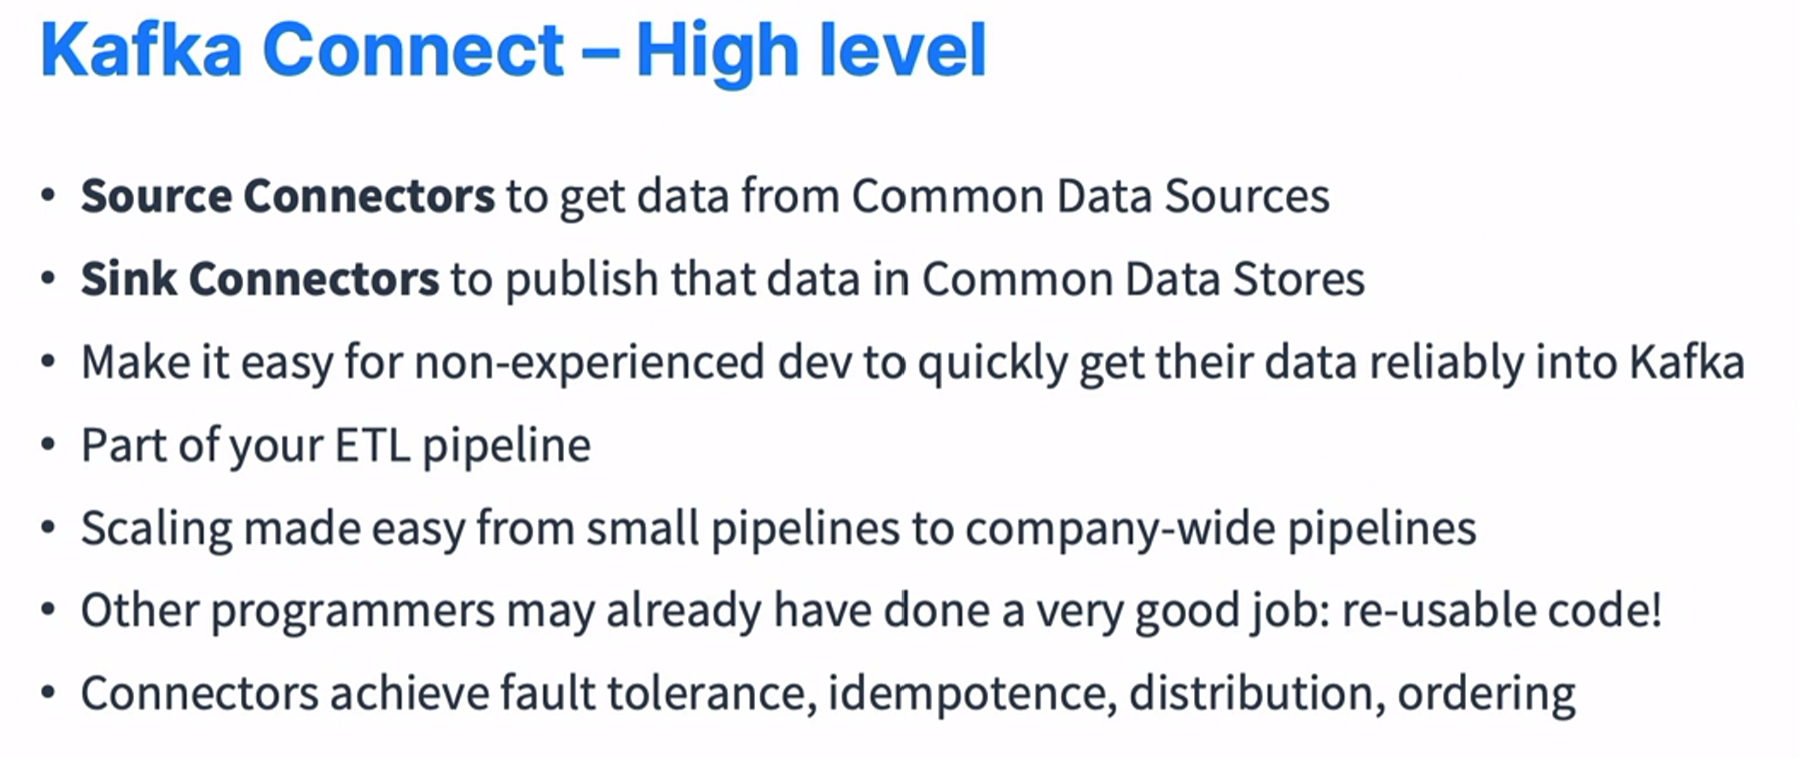 Kafka Connect – High level
• Source Connectors to get data from Common Data Sources
• Sink Connectors to publish that data in Common Data Stores
• Make it easy for non-experienced dev to quickly get their data reliably into Kafka
• Part of your ETL pipeline
• Scaling made easy from small pipelines to company-wide pipelines
• Other programmers may already have done a very good job: re-usable code!
• Connectors achieve fault tolerance, idempotence, distribution, ordering